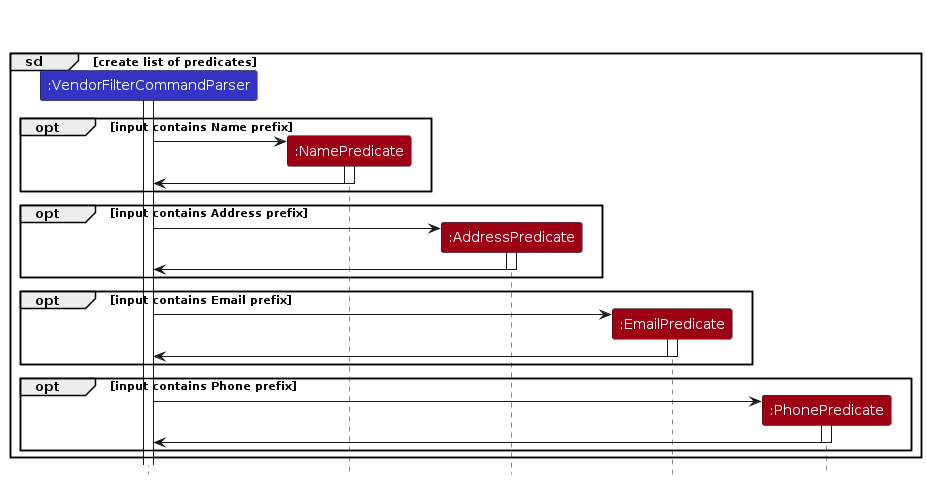 sd [create list of predicates]
:VendorFilterCommandParser
opt [input contains Name prefix]
:NamePredicate
opt [input contains Address prefix]
:AddressPredicate
opt [input contains Email prefix]
:EmailPredicate
opt [input contains Phone prefix]
:PhonePredicate